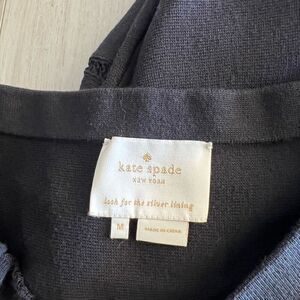 kate spade
NEW YORK
look for the silver lining
M
MADE IN CHINA